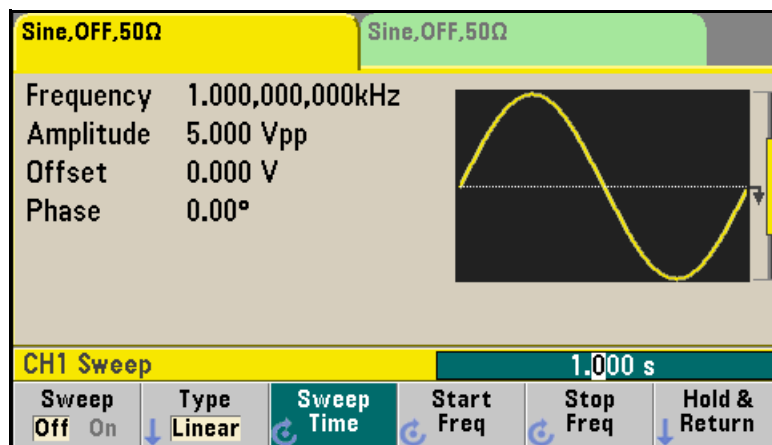 Sine,OFF,50Ω
Sine,OFF,50Ω
Frequency 1.000,000,000kHz
Amplitude 5.000 Vpp
Offset 0.000 V
Phase 0.00°
CH1 Sweep 1.000 s
Sweep Type Sweep Start Stop Hold &
Off On Linear Time Freq Freq Return